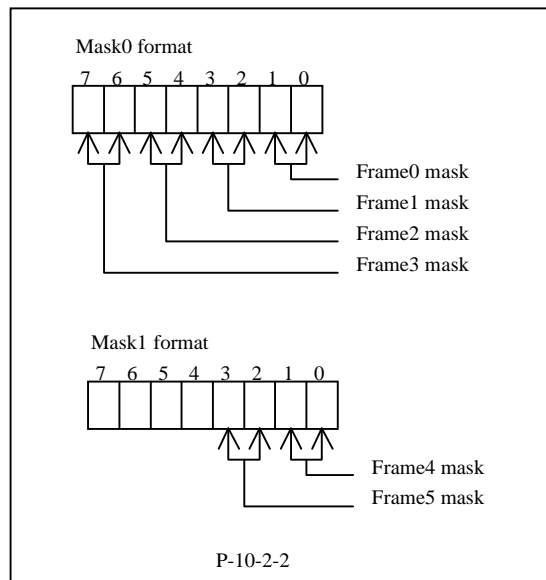 Mask0 format
7 6 5 4 3 2 1 0
Frame0 mask
Frame1 mask
Frame2 mask
Frame3 mask
Mask1 format
7 6 5 4 3 2 1 0
Frame4 mask
Frame5 mask
P-10-2-2